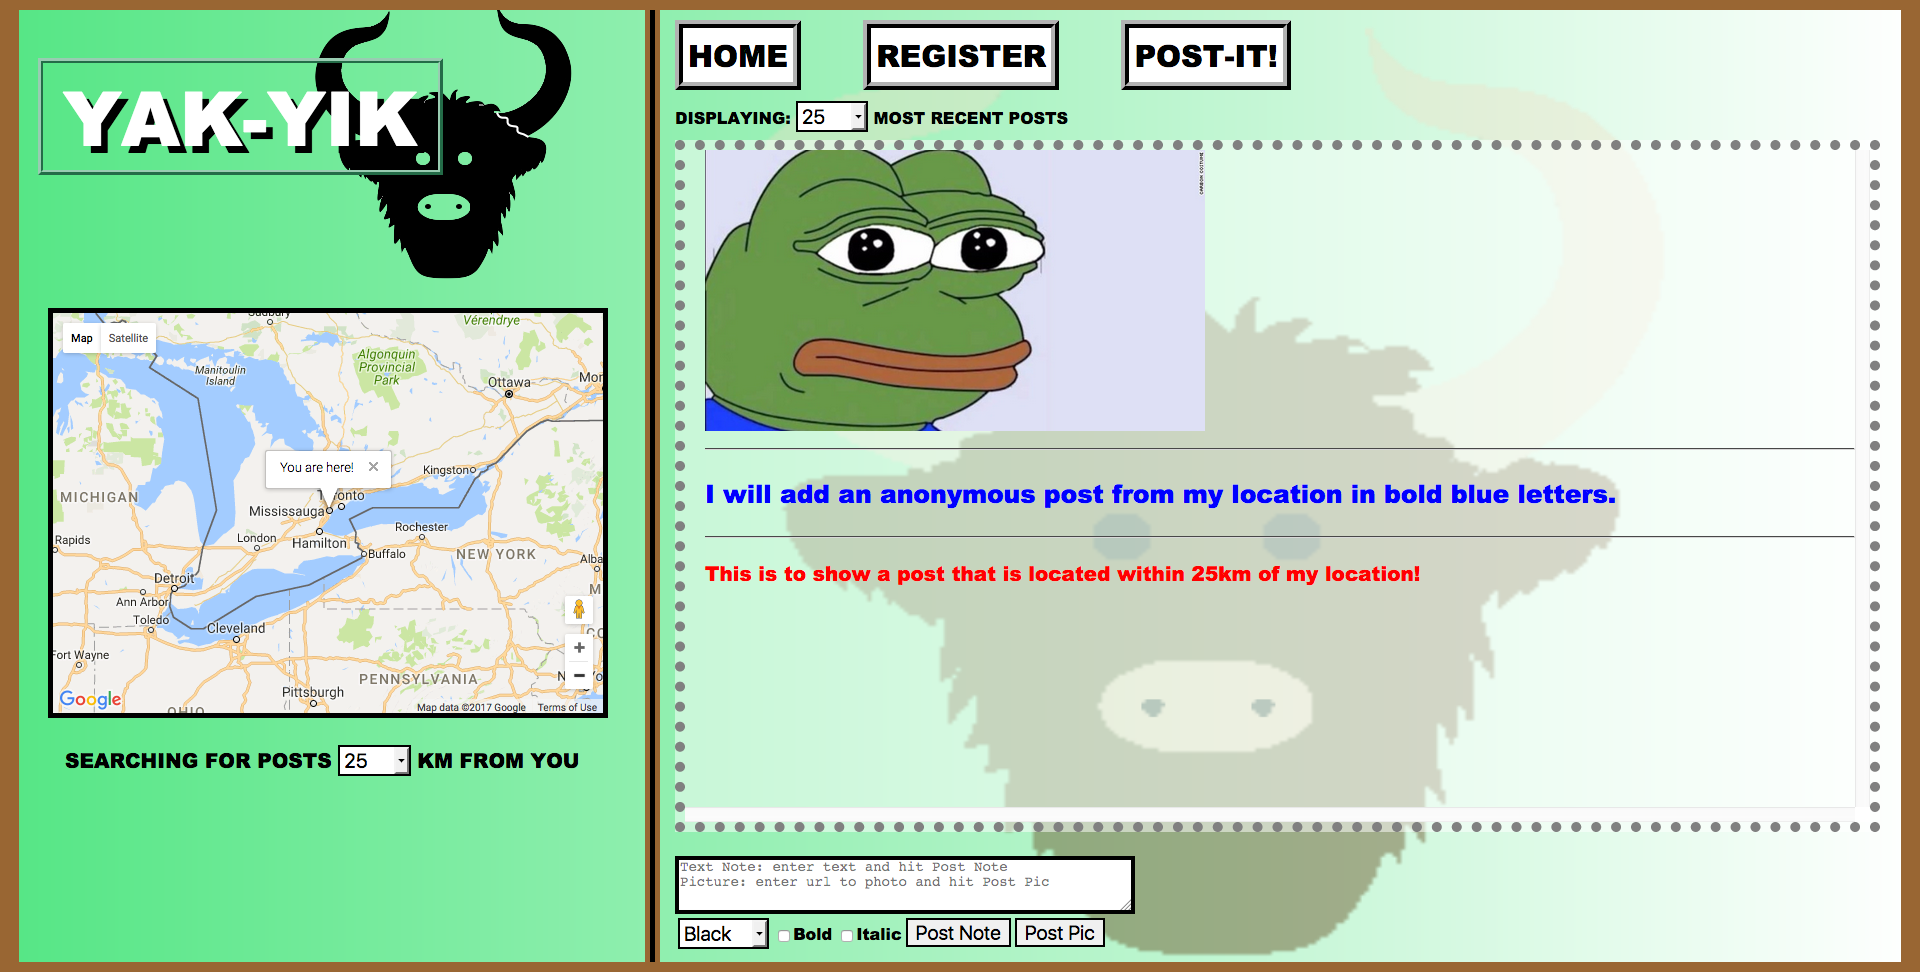 YAK-YIK
Map
Satellite
Sudbury
Vérendrye
Manitoulin
Island
Algonquin
Provincial
Park
Ottawa
Mon
You are here!
Kingston
MICHIGAN
Toronto
Mississauga
Rochester
Rapids
London
Hamilton
Buffalo
NEW YORK
Alba
Detroit
M
Ann Arbor
Toledo
Cleveland
CO
Fort Wayne
PENNSYLVANIA
Pittsburgh
OHIO
Google
Map data ©2017 Google
Terms of Use
SEARCHING FOR POSTS 25 KM FROM YOU
HOME
REGISTER
POST-IT!
DISPLAYING: 25 MOST RECENT POSTS
I will add an anonymous post from my location in bold blue letters.
This is to show a post that is located within 25km of my location!
Text Note: enter text and hit Post Note
Picture: enter url to photo and hit Post Pic
Black Bold Italic Post Note Post Pic